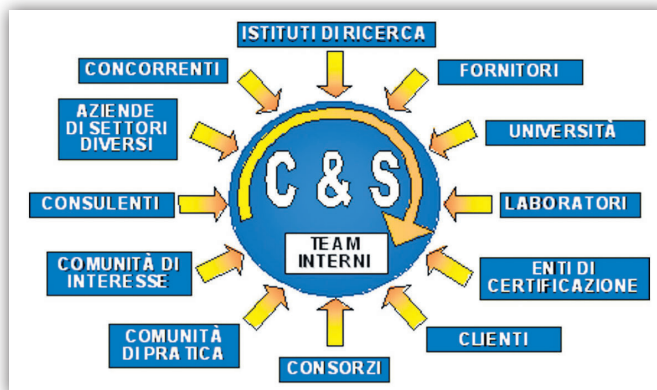 ISTITUTI DI RICERCA
CONCORRENTI
FORNITORI
AZIENDE
DI SETTORI
DIVERSI
UNIVERSITÀ
C & S
CONSULENTI
LABORATORI
TEAM
INTERNI
COMUNITÀ DI
INTERESSE
ENTI DI
CERTIFICAZIONE
COMUNITÀ
DI PRATICA
CLIENTI
CONSORZI